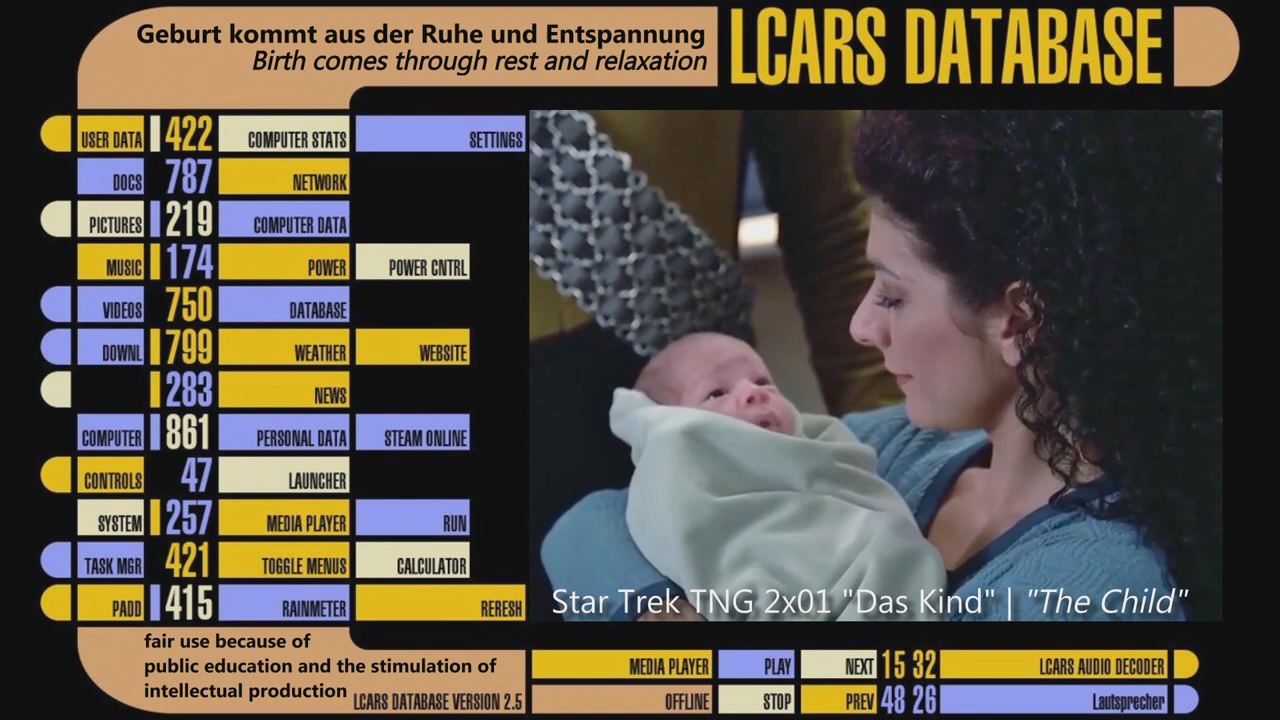 Geburt kommt aus der Ruhe und Entspannung
Birth comes through rest and relaxation
LCARS DATABASE
USER DATA 422 COMPUTER STATS SETTINGS
DOCS 787 NETWORK
PICTURES 219 COMPUTER DATA
MUSIC 174 POWER POWER CNTRL
VIDEOS 750 DATABASE
DOWNL 799 WEATHER WEBSITE
283 NEWS
COMPUTER 861 PERSONAL DATA STEAM ONLINE
CONTROLS 47 LAUNCHER
SYSTEM 257 MEDIA PLAYER RUN
TASK MGR 421 TOGGLE MENUS CALCULATOR
PADD 415 RAINMETER RERESH
Star Trek TNG 2x01 "Das Kind" | "The Child"
fair use because of
public education and the stimulation of
intellectual production
LCARS DATABASE VERSION 2.5
MEDIA PLAYER PLAY NEXT 15 32 LCARS AUDIO DECODER
OFFLINE STOP PREV 48 26 Lautsprecher